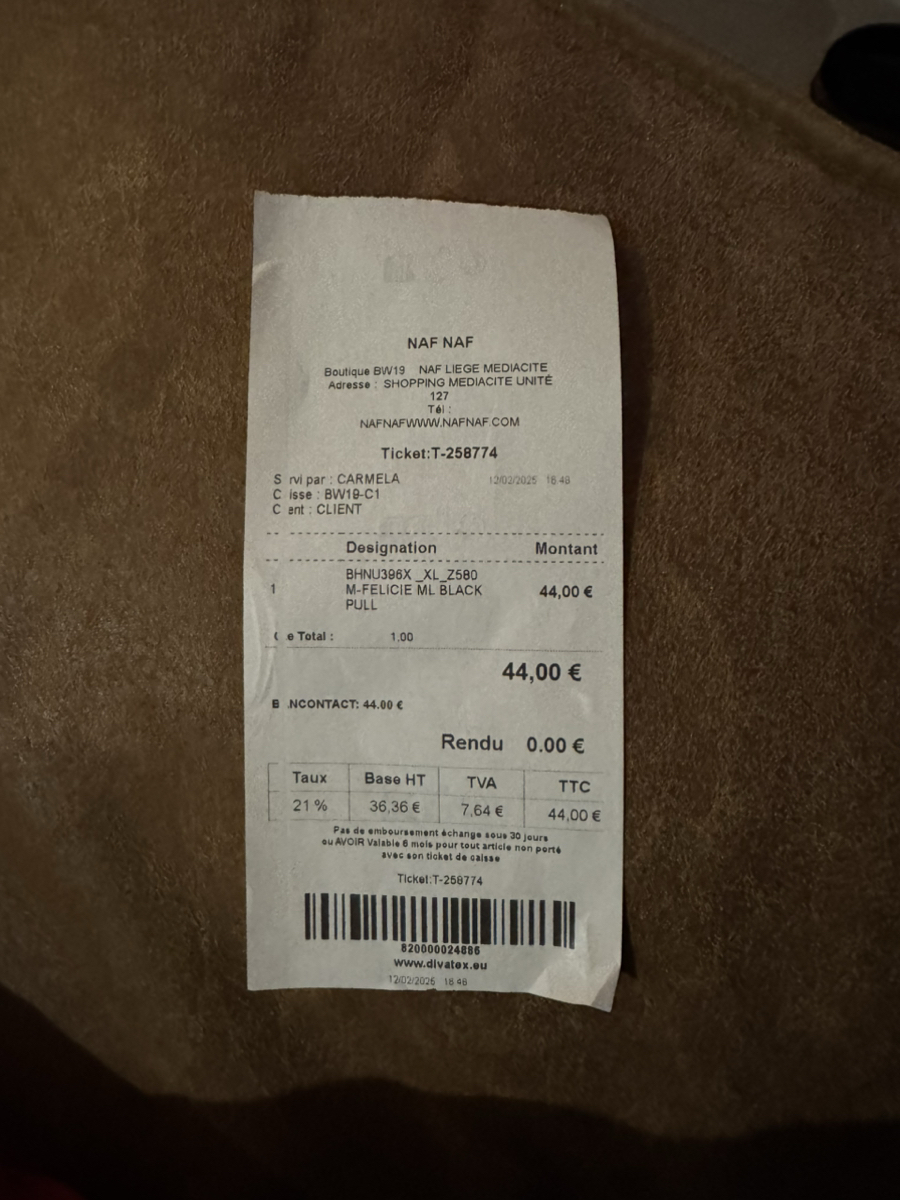 NAF NAF
Boutique BW19 NAF LIEGE MEDIACITE
Adresse : SHOPPING MEDIACITE UNITÉ
127
Tél :
NAFNAFWWW.NAFNAF.COM
Ticket:T-258774
S rvi par : CARMELA 12/02/2025 18:48
C isse : BW19-C1
C ent : CLIENT
Designation Montant
BHNU396X _XL_Z580
1 M-FELICIE ML BLACK 44,00 €
PULL
e Total : 1.00
44,00 €
B NCONTACT: 44.00 €
Rendu 0.00 €
Taux Base HT TVA TTC
21 % 36,36 € 7,64 € 44,00 €
Pas de emboursement échange sous 30 jours
ou AVOIR Valable 6 mois pour tout article non porté
avec son ticket de caisse
Ticket:T-258774
820000024886
www.divatex.eu
12/02/2025 18:48